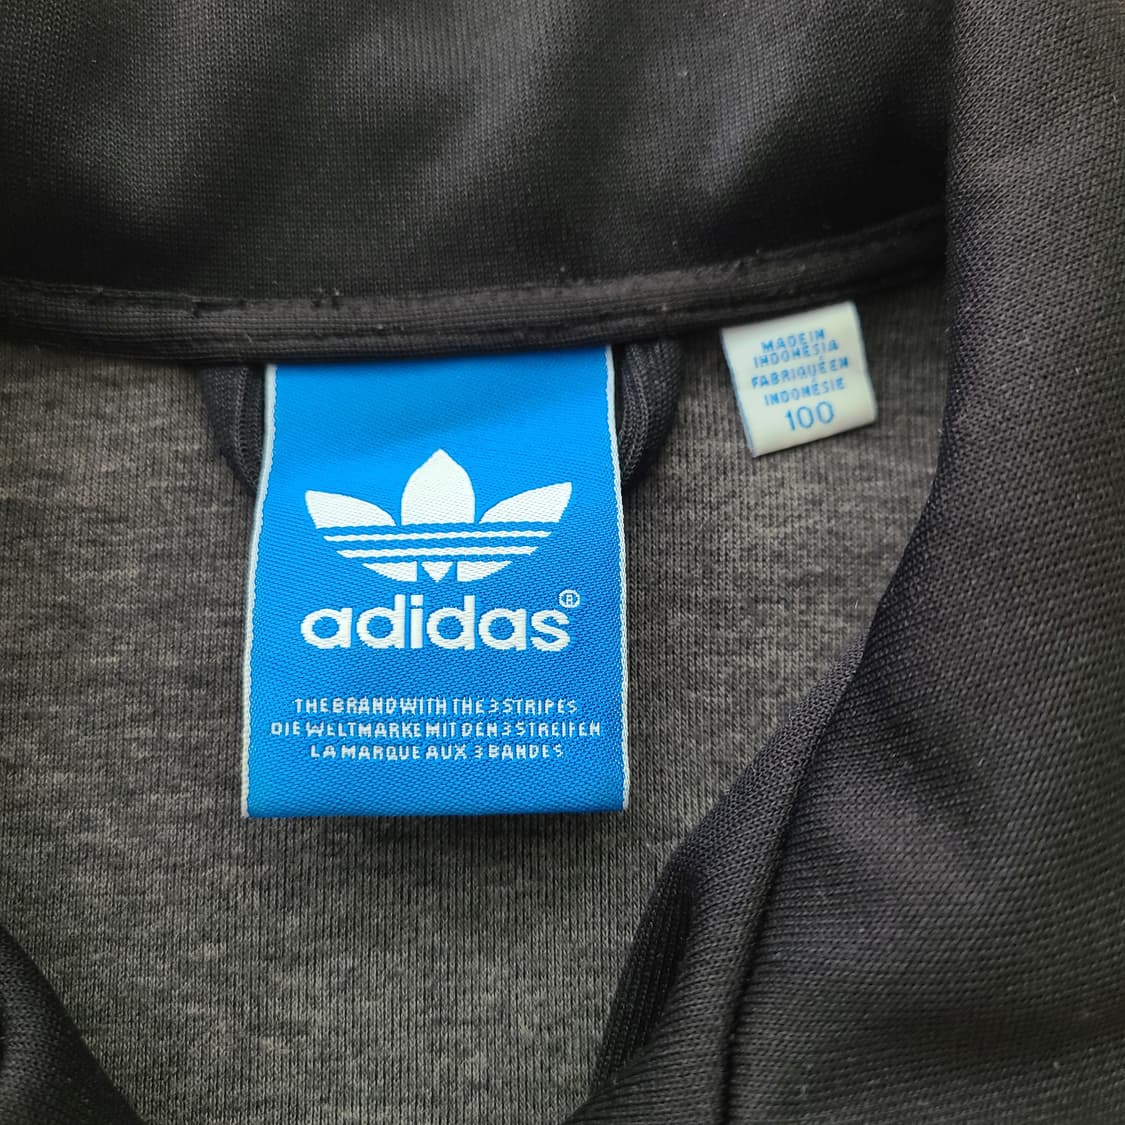 adidas®
THE BRAND WITH THE 3 STRIPES
DIE WELTMARKE MIT DEN 3 STREIFEN
LA MARQUE AUX 3 BANDES
MADE IN
INDONESIA
FABRIQUÉ EN
INDONÉSIE
100